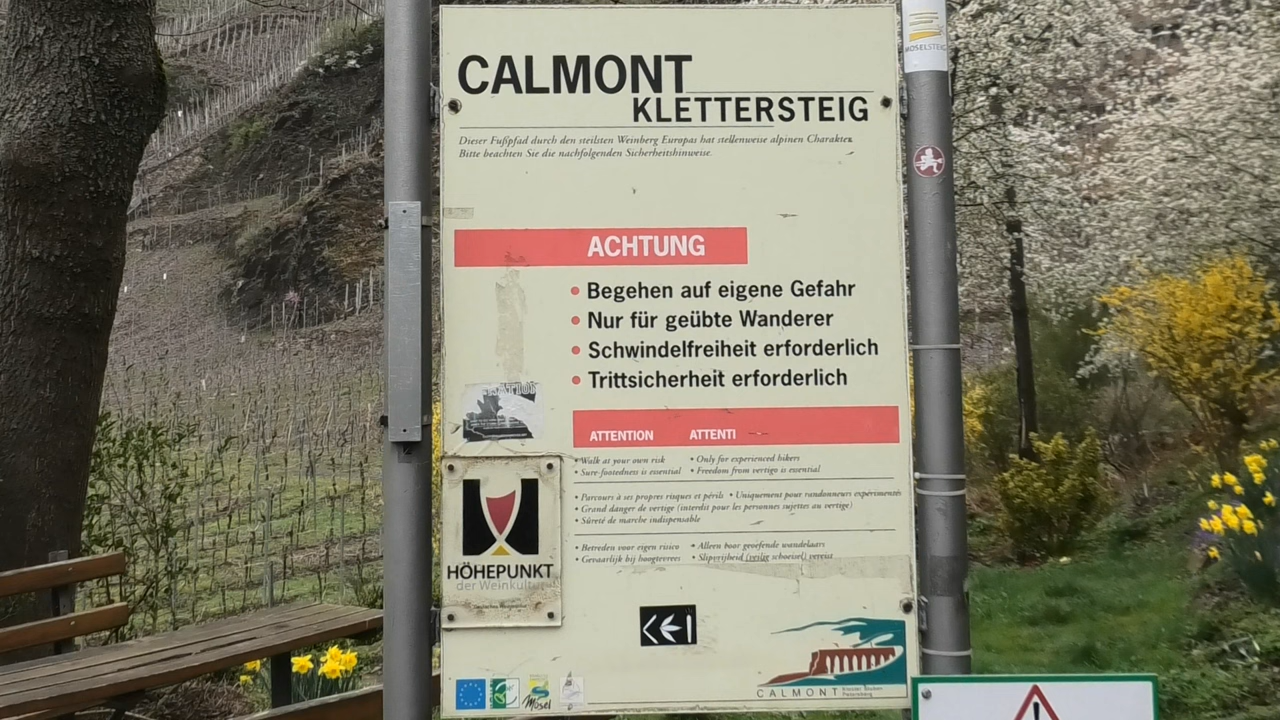 CALMONT
KLETTERSTEIG
Dieser Fußpfad durch den steilsten Weinberg Europas hat stellenweise alpinen Charakter.
Bitte beachten Sie die nachfolgenden Sicherheitshinweise.
ACHTUNG
Begehen auf eigene Gefahr
Nur für geübte Wanderer
Schwindelfreiheit erforderlich
Trittsicherheit erforderlich
ATTENTION ATTENTI
• Walk at your own risk • Only for experienced hikers
• Sure-footedness is essential • Freedom from vertigo is essential
• Parcours à ses propres risques et périls • Uniquement pour randonneurs expérimentés
• Grand danger de vertige (interdit pour les personnes sujettes au vertige)
• Sûreté de marche indispensable
• Betreden voor eigen risico • Alleen voor geoefende wandelaars
• Gevaarlijk bij hoogtevrees
HÖHEPUNKT
der Weinkultur
Mosel
CALMONT
MOSELSTEIG